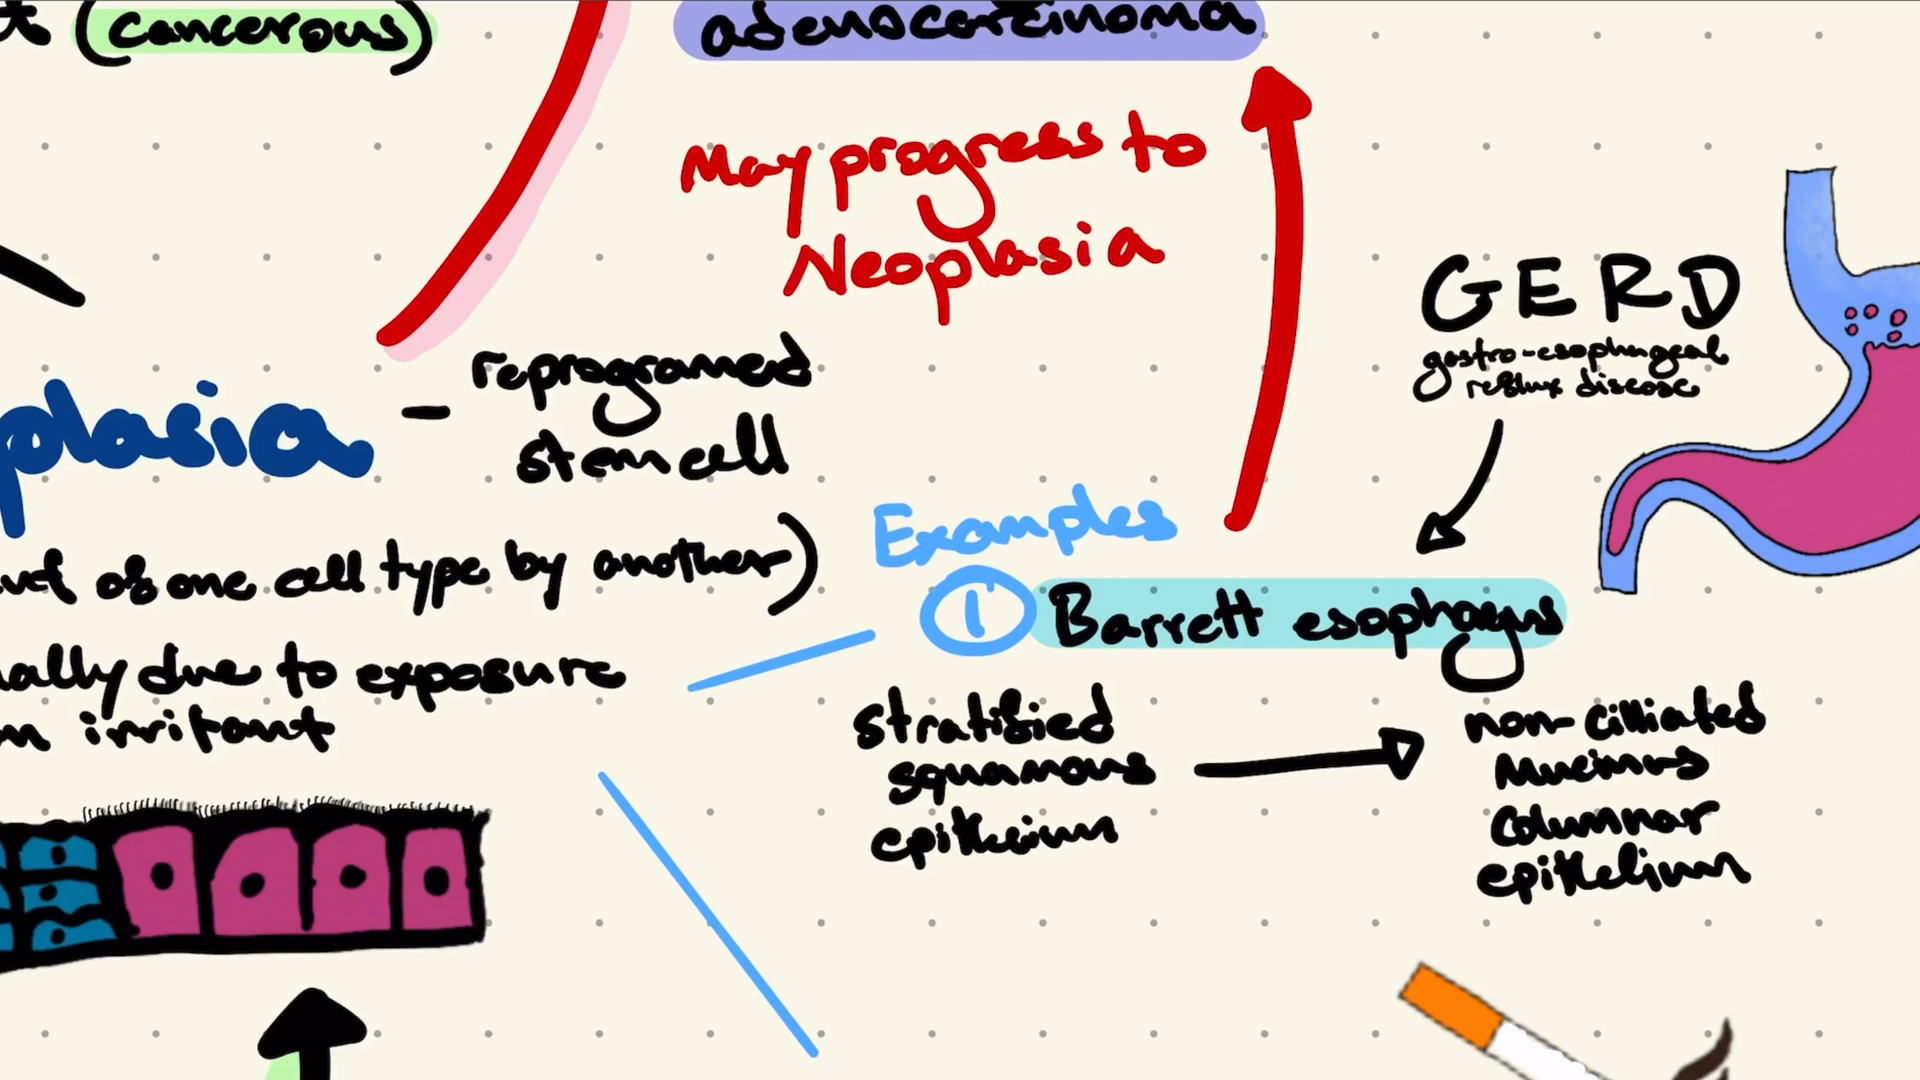 (cancerous)
adenocarcinoma
May progress to
Neoplasia
GERD
gastro-esophageal
reflux disease
plasia - reprogramed
stem cell
of one cell type by another)
Examples
1 Barrett esophagus
ally due to exposure
irritant
stratified
squamous
epithelium
non-cilliated
Mucinus
Columnar
epithelium